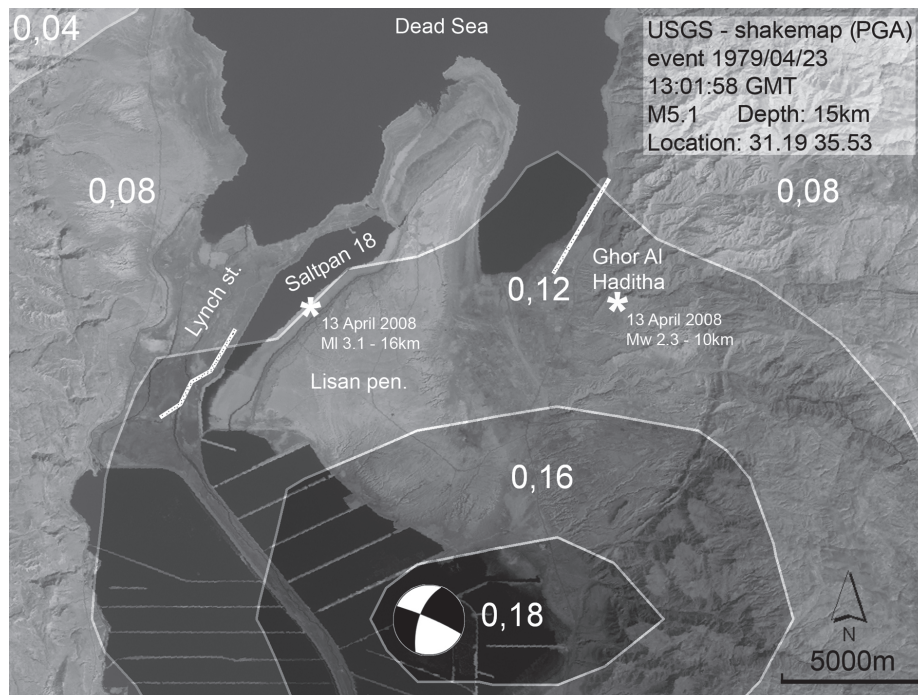 0,04
Dead Sea
USGS - shakemap (PGA)
event 1979/04/23
13:01:58 GMT
M5.1 Depth: 15km
Location: 31.19 35.53
0,08
0,08
Lynch st.
Saltpan 18
Ghor Al
Haditha
0,12
13 April 2008
Ml 3.1 - 16km
13 April 2008
Mw 2.3 - 10km
Lisan pen.
0,16
0,18
N
5000m